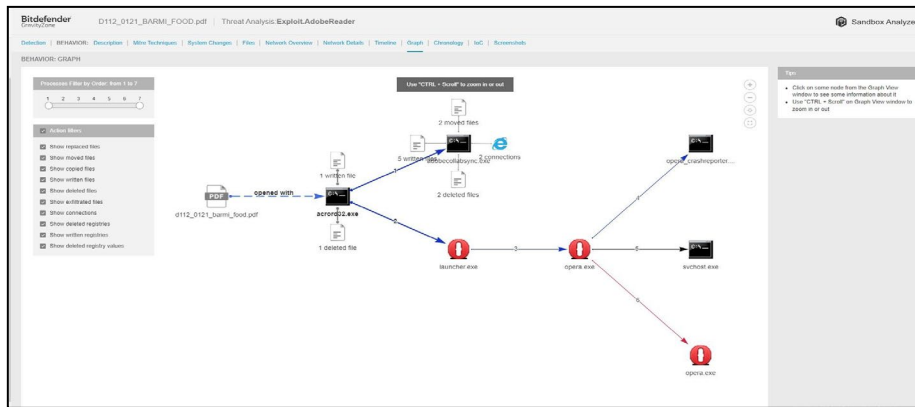 Bitdefender
GravityZone
D112_0121_BARMI_FOOD.pdf | Threat Analysis:Exploit.AdobeReader
Sandbox Analyze
Detection | BEHAVIOR: Description | Mitre Techniques | System Changes | Files | Network Overview | Network Details | Timeline | Graph | Chronology | IoC | Screenshots
BEHAVIOR: GRAPH
Processes Filter by Order: from 1 to 7
1 2 3 4 5 6 7
Action filters
Show replaced files
Show moved files
Show copied files
Show written files
Show deleted files
Show exfiltrated files
Show connections
Show deleted registries
Show written registries
Show deleted registry values
Use "CTRL + Scroll" to zoom in or out
2 moved files
5 written files
adobecollabsync.exe
2 connections
2 deleted files
1 written file
PDF
opened with
d112_0121_barmi_food.pdf
C:\_
acrord32.exe
1 deleted file
launcher.exe
3
opera.exe
opera_crashreporter...
svchost.exe
opera.exe
Tips
Click on some node from the Graph View
window to see some information about it
Use "CTRL + Scroll" on Graph View window to
zoom in or out